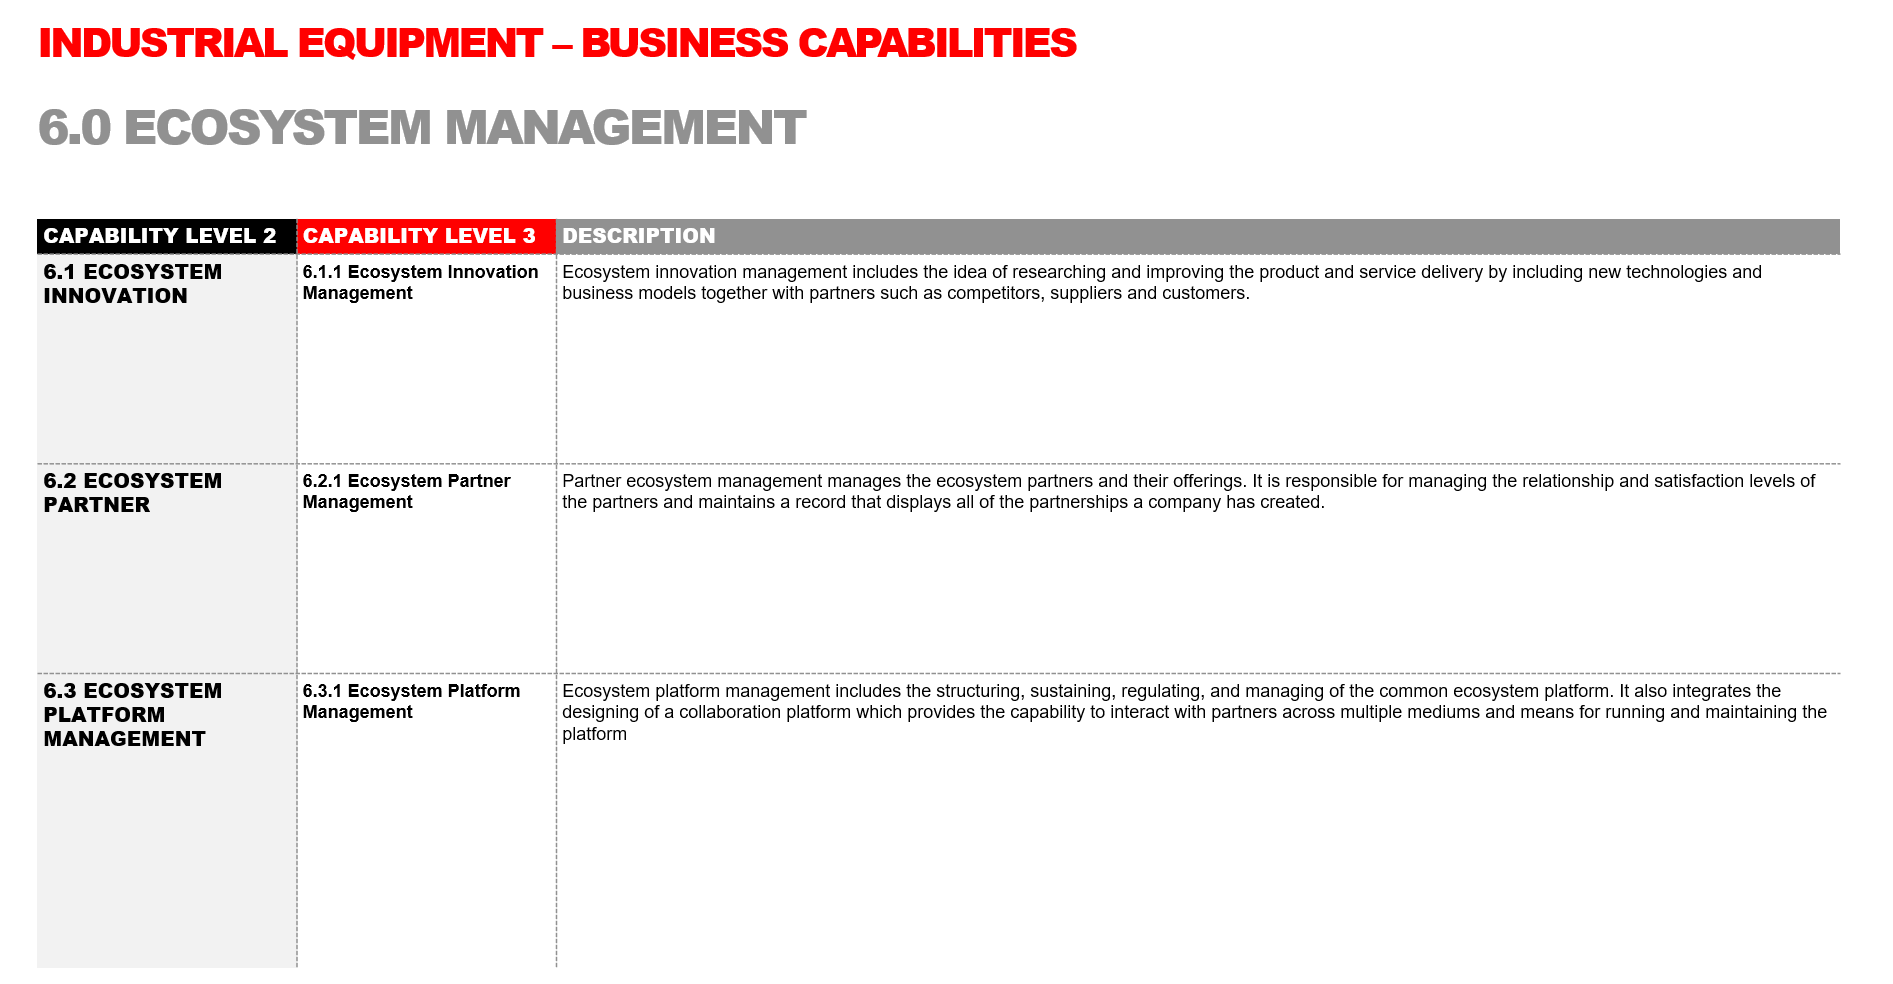 INDUSTRIAL EQUIPMENT – BUSINESS CAPABILITIES
6.0 ECOSYSTEM MANAGEMENT
CAPABILITY LEVEL 2
CAPABILITY LEVEL 3
DESCRIPTION
6.1 ECOSYSTEM
INNOVATION
6.1.1 Ecosystem Innovation
Management
Ecosystem innovation management includes the idea of researching and improving the product and service delivery by including new technologies and
business models together with partners such as competitors, suppliers and customers.
6.2 ECOSYSTEM
PARTNER
6.2.1 Ecosystem Partner
Management
Partner ecosystem management manages the ecosystem partners and their offerings. It is responsible for managing the relationship and satisfaction levels of
the partners and maintains a record that displays all of the partnerships a company has created.
6.3 ECOSYSTEM
PLATFORM
MANAGEMENT
6.3.1 Ecosystem Platform
Management
Ecosystem platform management includes the structuring, sustaining, regulating, and managing of the common ecosystem platform. It also integrates the
designing of a collaboration platform which provides the capability to interact with partners across multiple mediums and means for running and maintaining the
platform